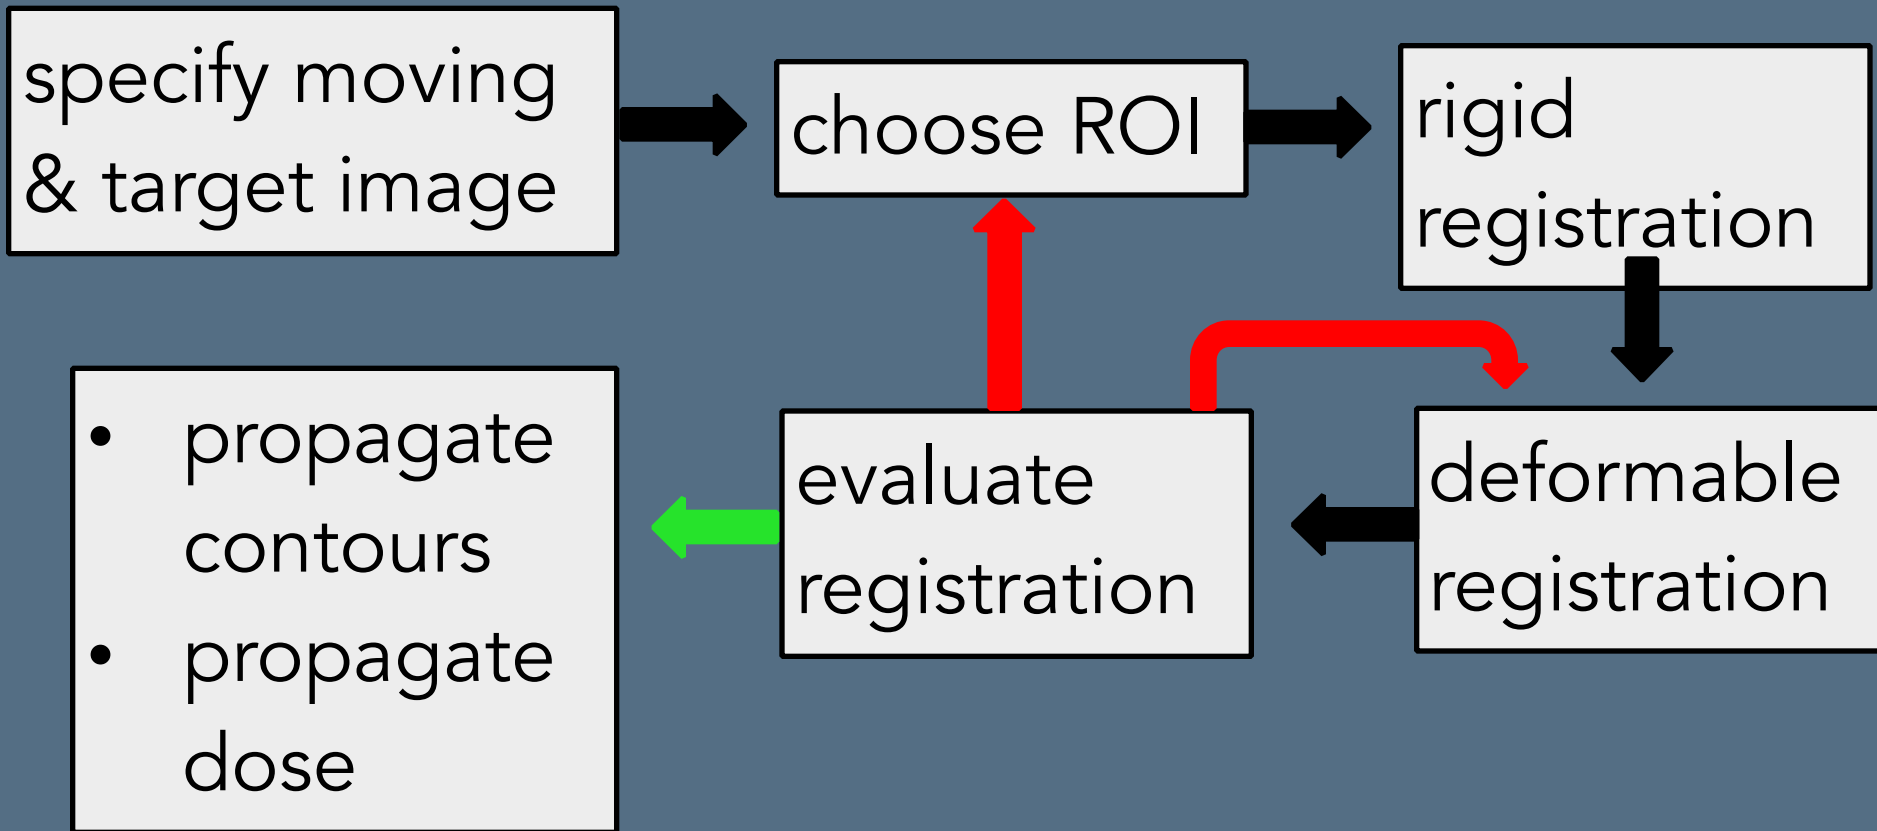 specify moving
& target image
choose ROI
rigid
registration
deformable
registration
evaluate
registration
• propagate
contours
• propagate
dose